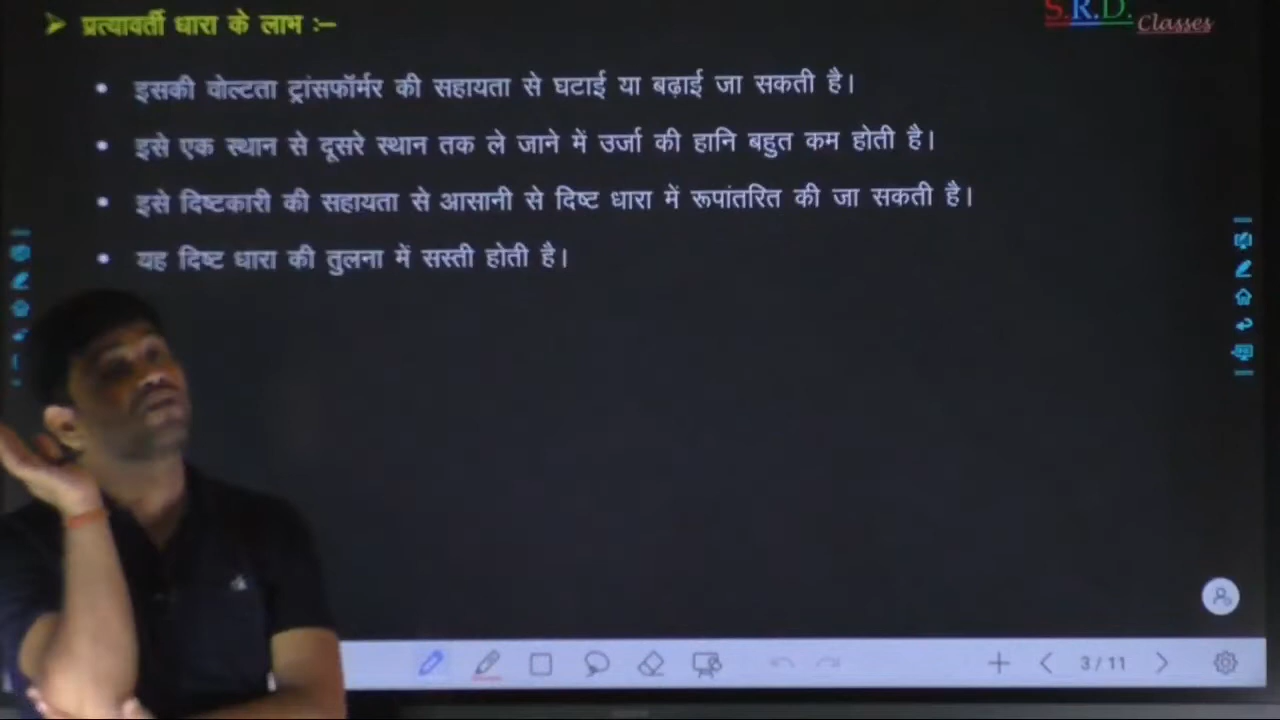 ➤ प्रत्यावर्ती धारा के लाभ :–
S.R.D. Classes
• इसकी वोल्टता ट्रांसफॉर्मर की सहायता से घटाई या बढ़ाई जा सकती है।
• इसे एक स्थान से दूसरे स्थान तक ले जाने में उर्जा की हानि बहुत कम होती है।
• इसे दिष्टकारी की सहायता से आसानी से दिष्ट धारा में रूपांतरित की जा सकती है।
• यह दिष्ट धारा की तुलना में सस्ती होती है।
3/11